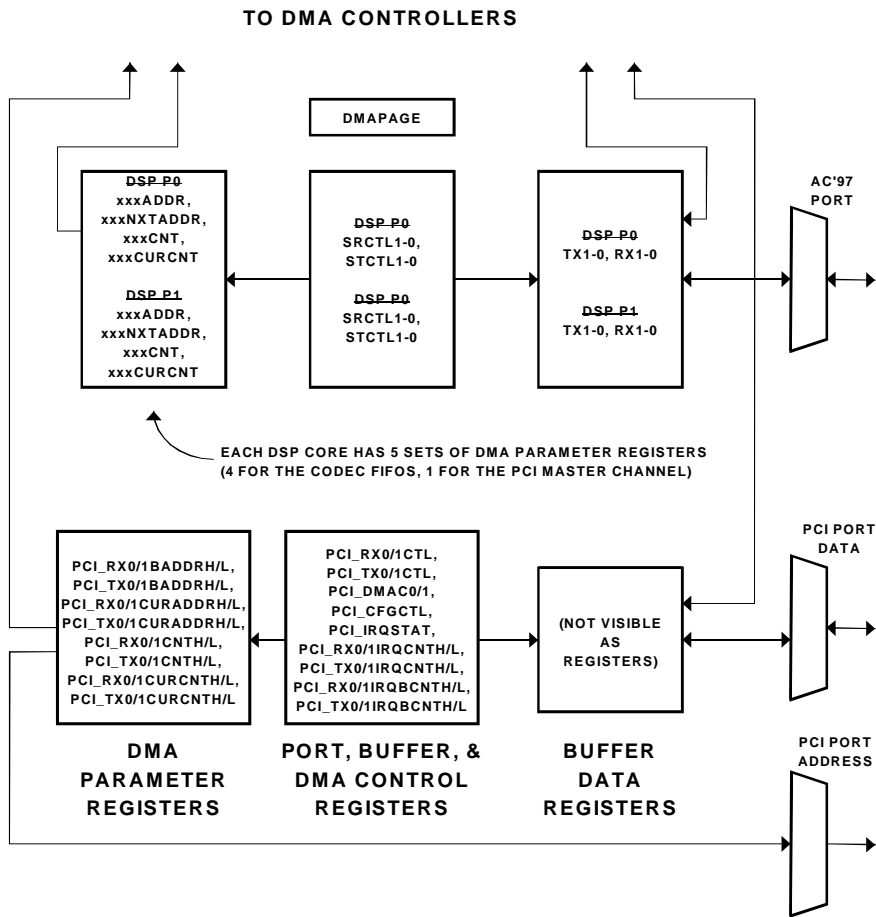 TO DMA CONTROLLERS
DMAPAGE
DSP P0
xxxADDR,
xxxNXTADDR,
xxxCNT,
xxxCURCNT
DSP P1
xxxADDR,
xxxNXTADDR,
xxxCNT,
xxxCURCNT
DSP P0
SRCTL1-0,
STCTL1-0
DSP P0
SRCTL1-0,
STCTL1-0
DSP P0
TX1-0, RX1-0
DSP P1
TX1-0, RX1-0
AC'97
PORT
EACH DSP CORE HAS 5 SETS OF DMA PARAMETER REGISTERS
(4 FOR THE CODEC FIFOS, 1 FOR THE PCI MASTER CHANNEL)
PCI_RX0/1BADDRH/L,
PCI_TX0/1BADDRH/L,
PCI_RX0/1CURADDRH/L,
PCI_TX0/1CURADDRH/L,
PCI_RX0/1CNTH/L,
PCI_TX0/1CNTH/L,
PCI_RX0/1CURCNTH/L,
PCI_TX0/1CURCNTH/L
PCI_RX0/1CTL,
PCI_TX0/1CTL,
PCI_DMAC0/1,
PCI_CFGCTL,
PCI_IRQSTAT,
PCI_RX0/1IRQCNTH/L,
PCI_TX0/1IRQCNTH/L,
PCI_RX0/1IRQBCNTH/L,
PCI_TX0/1IRQBCNTH/L
(NOT VISIBLE
AS
REGISTERS)
PCI PORT
DATA
DMA
PARAMETER
REGISTERS
PORT, BUFFER, &
DMA CONTROL
REGISTERS
BUFFER
DATA
REGISTERS
PCI PORT
ADDRESS